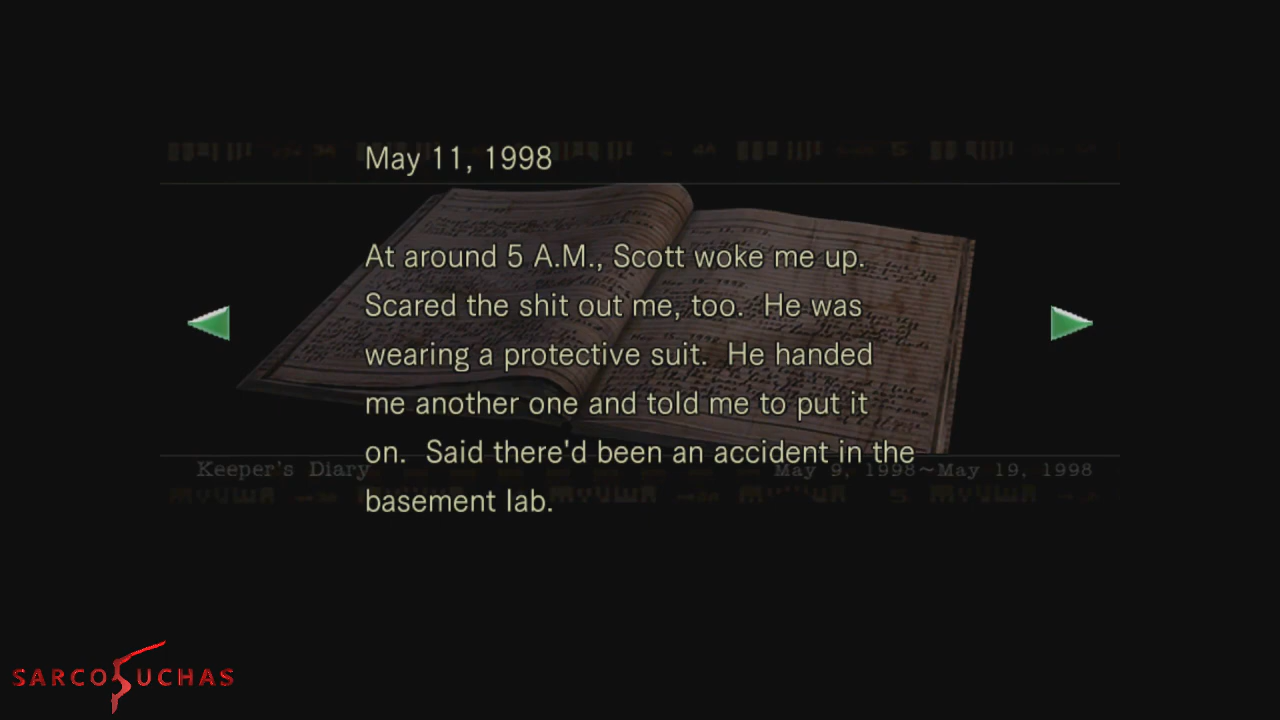 May 11, 1998
At around 5 A.M., Scott woke me up.
Scared the shit out me, too. He was
wearing a protective suit. He handed
me another one and told me to put it
on. Said there'd been an accident in the
basement lab.
Keeper's Diary
May 9, 1998~May 19, 1998
SARCOSUCHAS